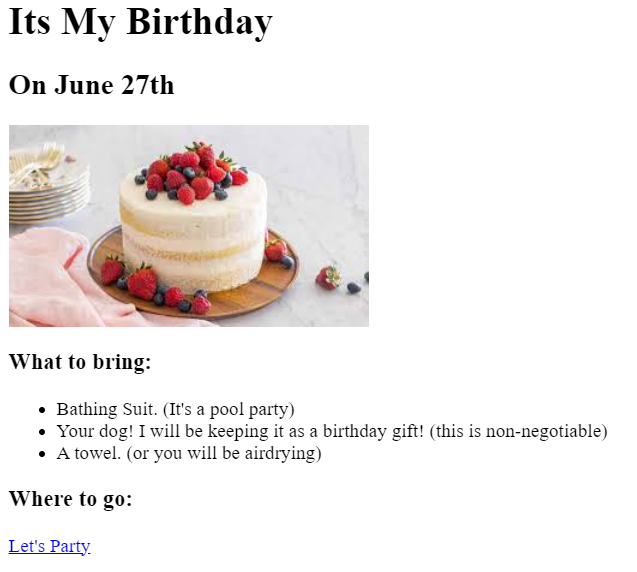 Its My Birthday
On June 27th
What to bring:
Bathing Suit. (It's a pool party)
Your dog! I will be keeping it as a birthday gift! (this is non-negotiable)
A towel. (or you will be airdrying)
Where to go:
Let's Party